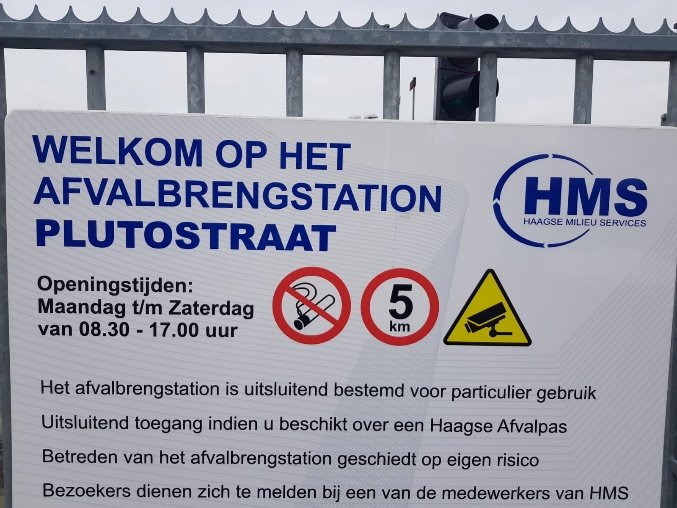 WELKOM OP HET
AFVALBRENGSTATION
PLUTOSTRAAT
HMS
HAAGSE MILIEU SERVICES
Openingstijden:
Maandag t/m Zaterdag
van 08.30 - 17.00 uur
5
km
Het afvalbrengstation is uitsluitend bestemd voor particulier gebruik
Uitsluitend toegang indien u beschikt over een Haagse Afvalpas
Betreden van het afvalbrengstation geschiedt op eigen risico
Bezoekers dienen zich te melden bij een van de medewerkers van HMS